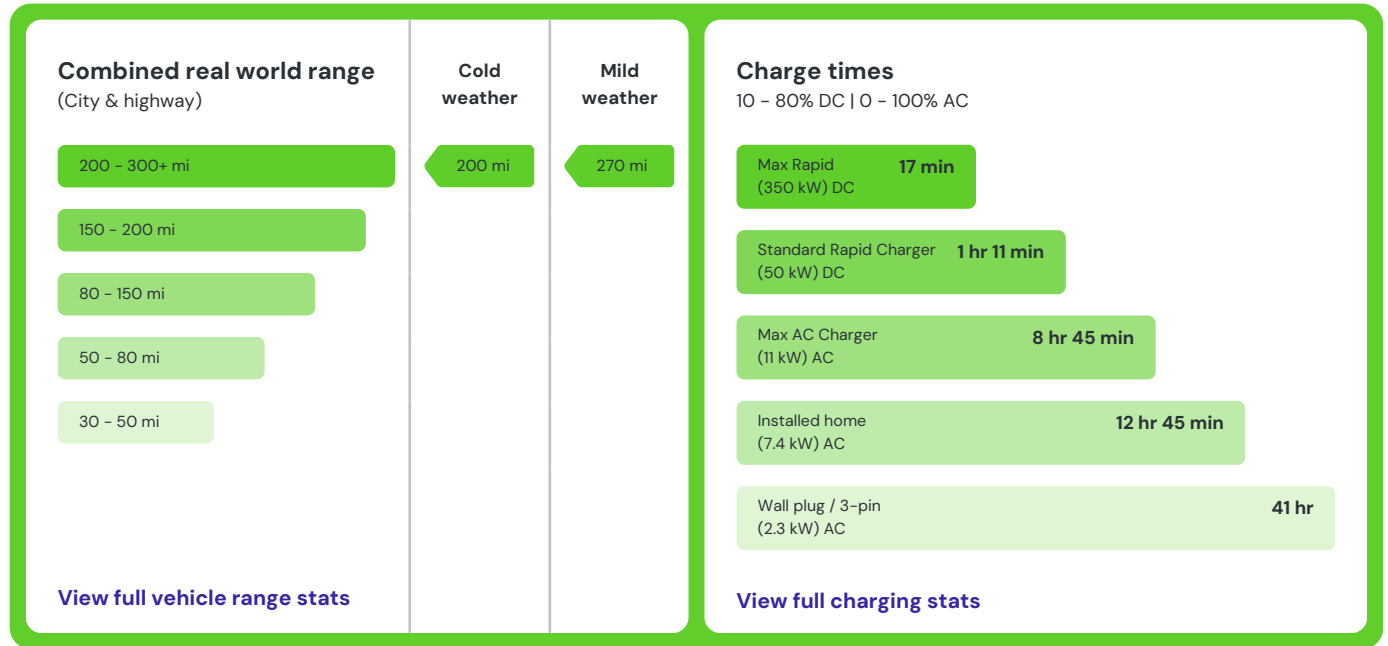 Combined real world range
(City & highway)
Cold
weather
Mild
weather
200 - 300+ mi
200 mi
270 mi
150 - 200 mi
80 - 150 mi
50 - 80 mi
30 - 50 mi
View full vehicle range stats
Charge times
10 - 80% DC | 0 - 100% AC
Max Rapid
(350 kW) DC
17 min
Standard Rapid Charger
(50 kW) DC
1 hr 11 min
Max AC Charger
(11 kW) AC
8 hr 45 min
Installed home
(7.4 kW) AC
12 hr 45 min
Wall plug / 3-pin
(2.3 kW) AC
41 hr
View full charging stats